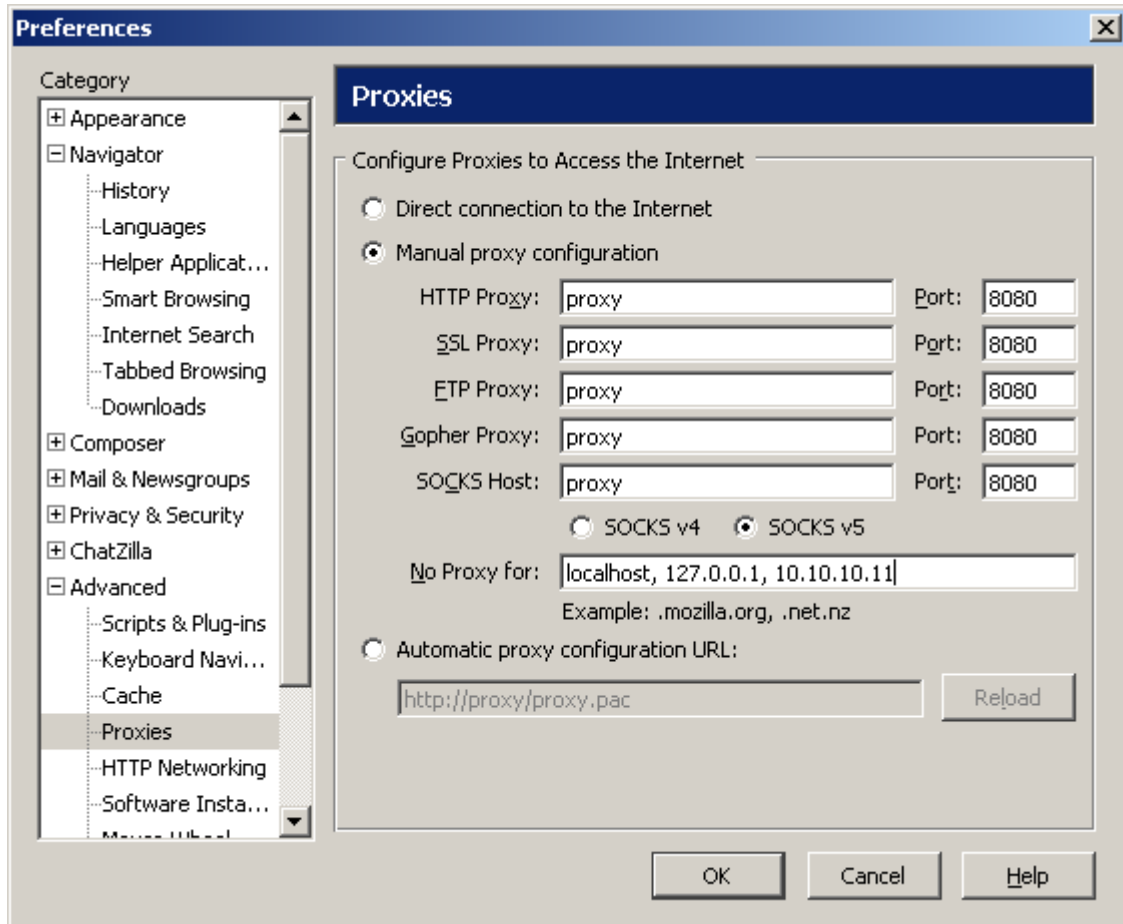 Preferences
Category
Appearance
Navigator
History
Languages
Helper Applicat...
Smart Browsing
Internet Search
Tabbed Browsing
Downloads
Composer
Mail & Newsgroups
Privacy & Security
ChatZilla
Advanced
Scripts & Plug-ins
Keyboard Navi...
Cache
Proxies
HTTP Networking
Software Insta...
Proxies
Configure Proxies to Access the Internet
Direct connection to the Internet
Manual proxy configuration
HTTP Proxy: proxy Port: 8080
SSL Proxy: proxy Port: 8080
FTP Proxy: proxy Port: 8080
Gopher Proxy: proxy Port: 8080
SOCKS Host: proxy Port: 8080
SOCKS v4 SOCKS v5
No Proxy for: localhost, 127.0.0.1, 10.10.10.11
Example: .mozilla.org, .net.nz
Automatic proxy configuration URL:
http://proxy/proxy.pac Reload
OK Cancel Help